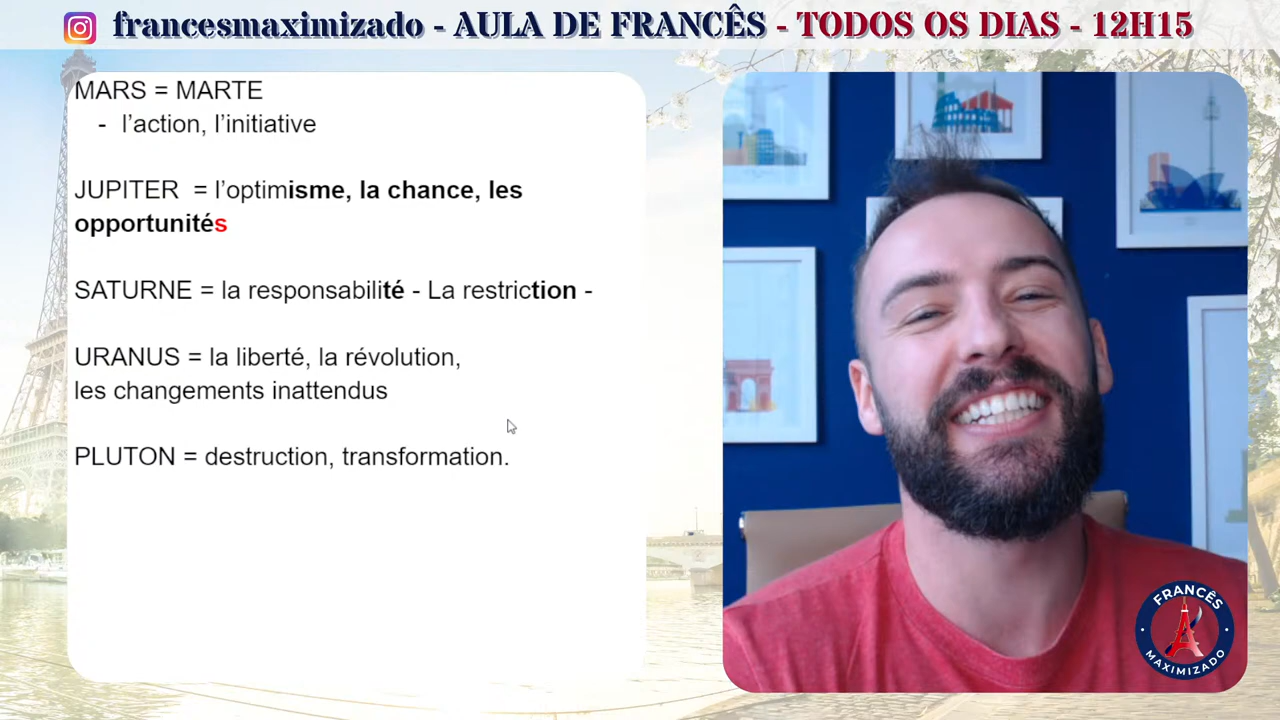 francesmaximizado - AULA DE FRANCÊS - TODOS OS DIAS - 12H15
MARS = MARTE
- l’action, l’initiative
JUPITER = l’optimisme, la chance, les
opportunités
SATURNE = la responsabilité - La restriction -
URANUS = la liberté, la révolution,
les changements inattendus
PLUTON = destruction, transformation.
FRANCÊS
MAXIMIZADO